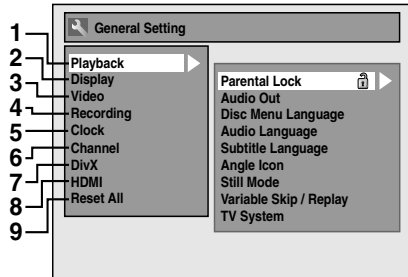 General Setting
1 Playback
2 Display
3 Video
4 Recording
5 Clock
6 Channel
7 DivX
8 HDMI
9 Reset All
Parental Lock
Audio Out
Disc Menu Language
Audio Language
Subtitle Language
Angle Icon
Still Mode
Variable Skip / Replay
TV System